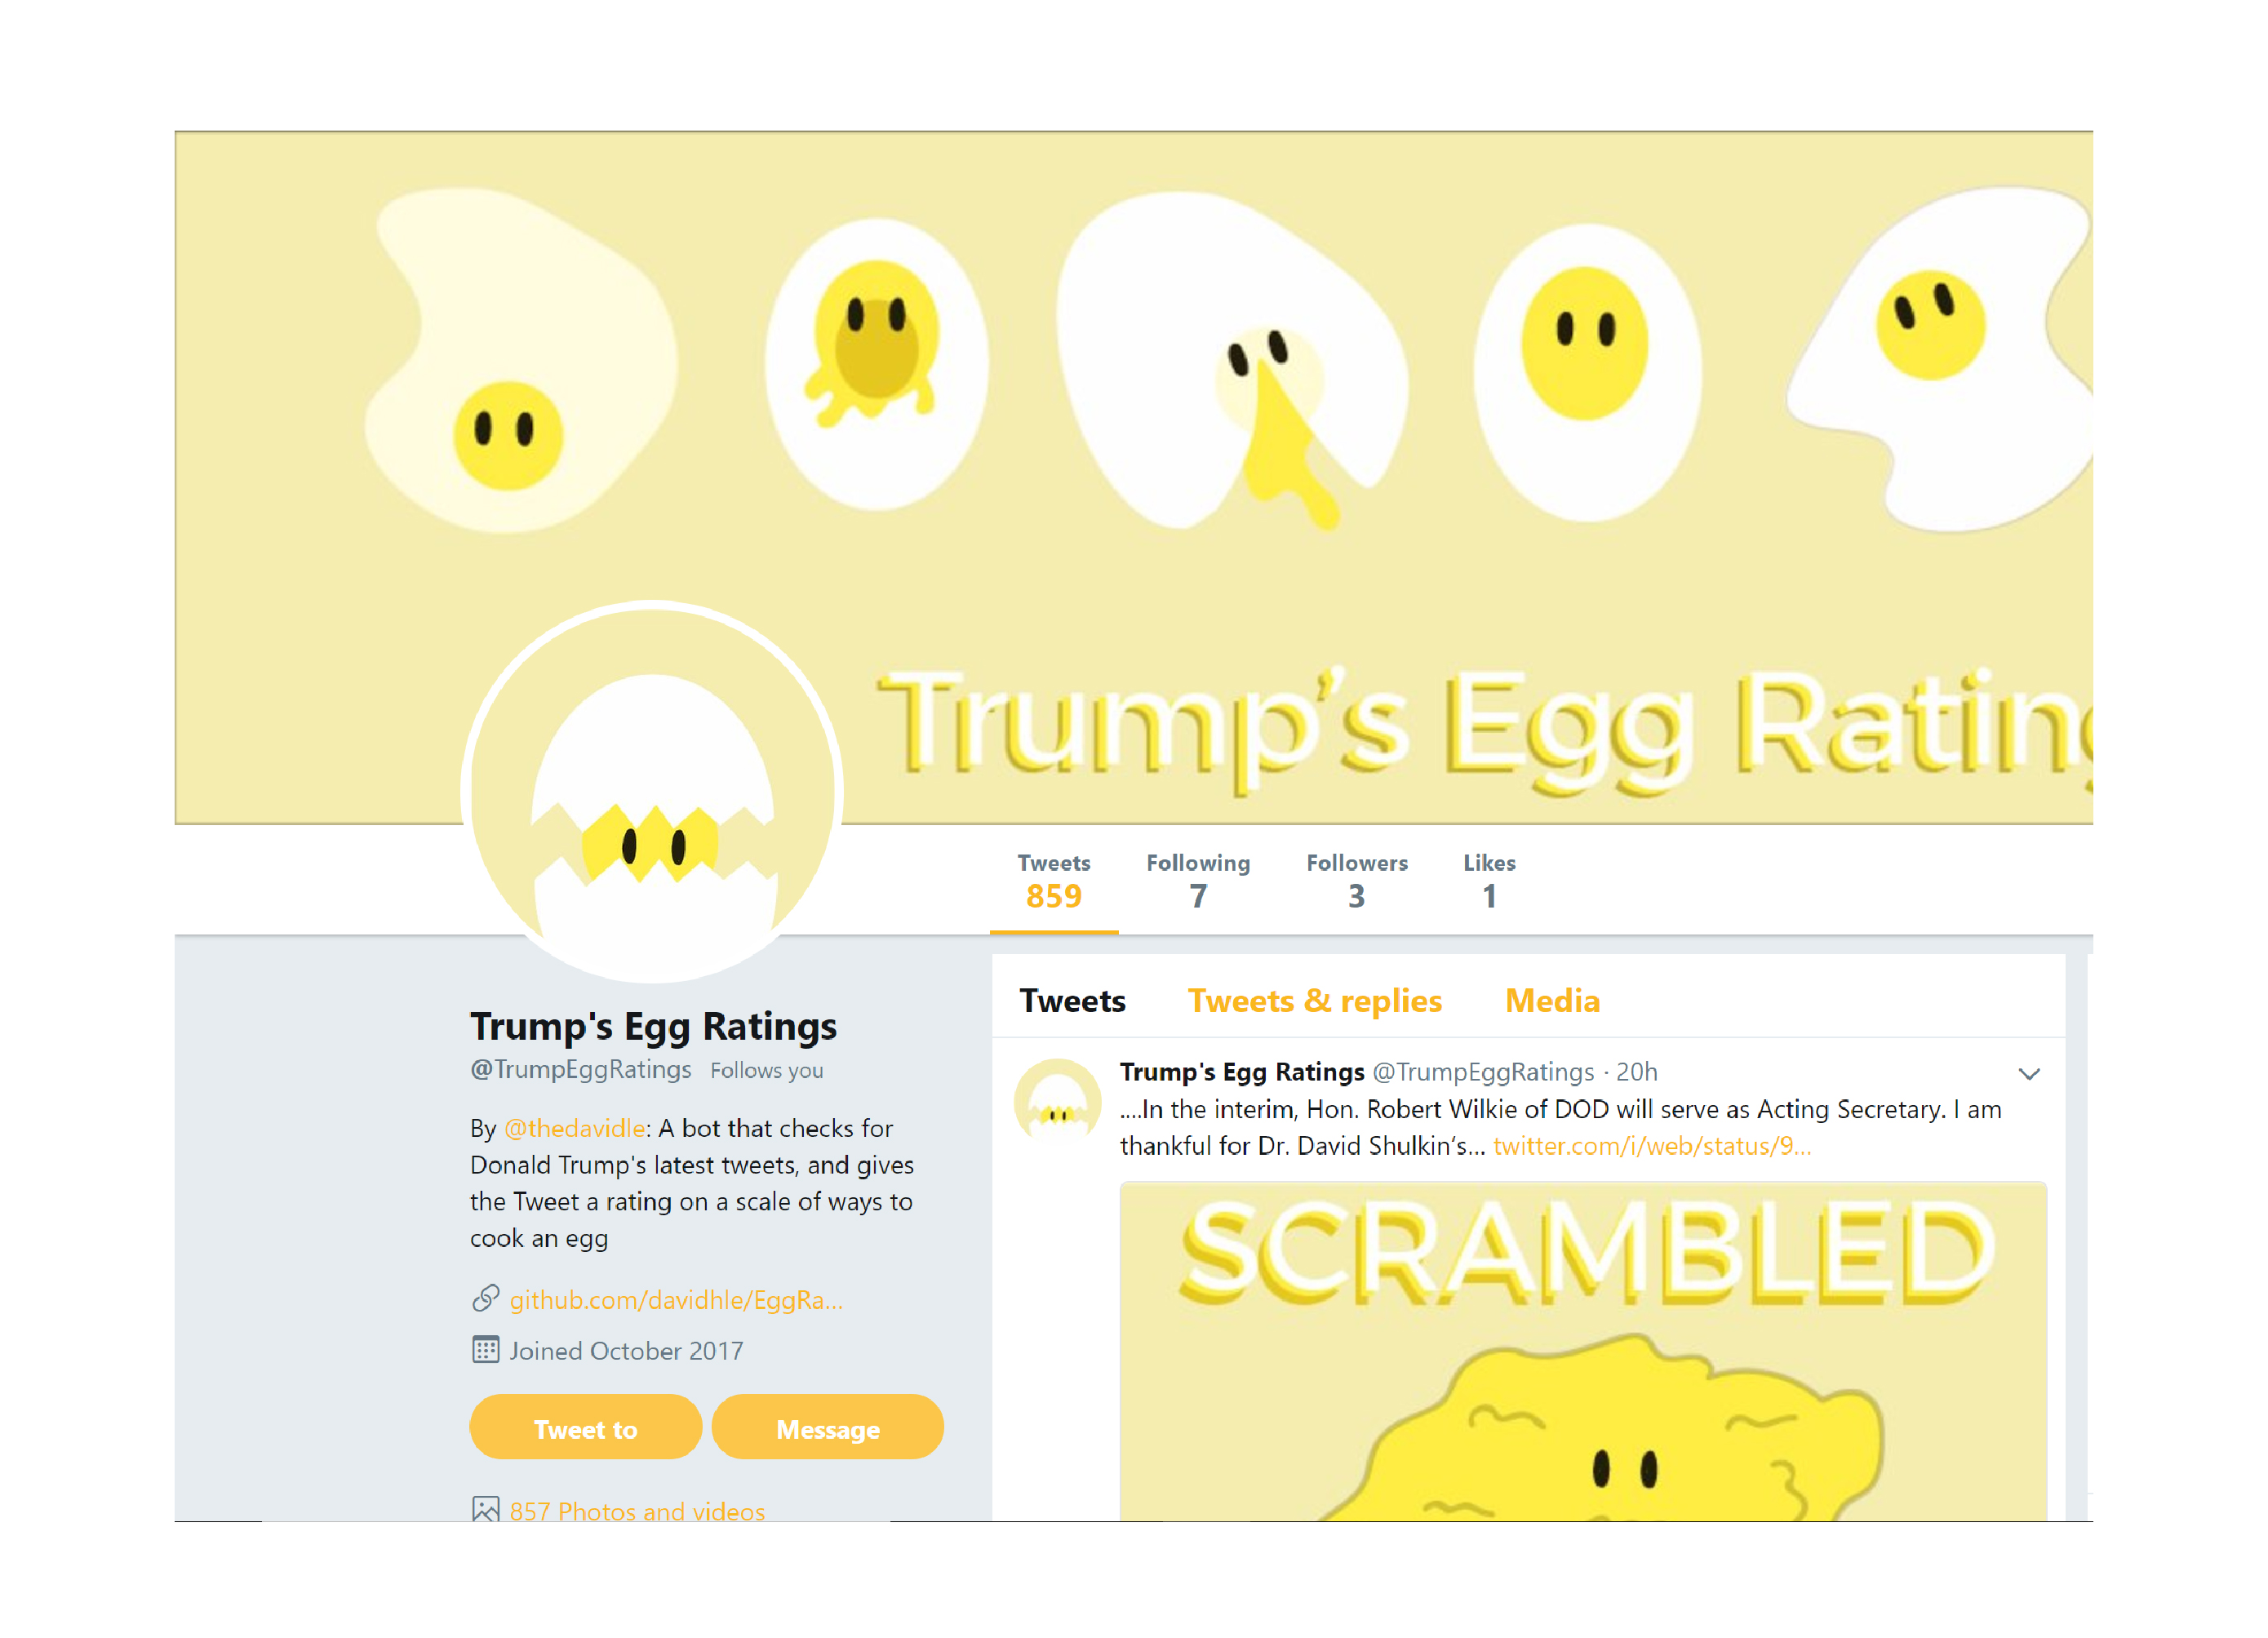 Trump's Egg Rating
Tweets Following Followers Likes
859 7 3 1
Trump's Egg Ratings
@TrumpEggRatings Follows you
By @thedavidle: A bot that checks for
Donald Trump's latest tweets, and gives
the Tweet a rating on a scale of ways to
cook an egg
github.com/davidhle/EggRa...
Joined October 2017
Tweet to Message
857 Photos and videos
Tweets Tweets & replies Media
Trump's Egg Ratings @TrumpEggRatings · 20h
....In the interim, Hon. Robert Wilkie of DOD will serve as Acting Secretary. I am
thankful for Dr. David Shulkin's... twitter.com/i/web/status/9...
SCRAMBLED